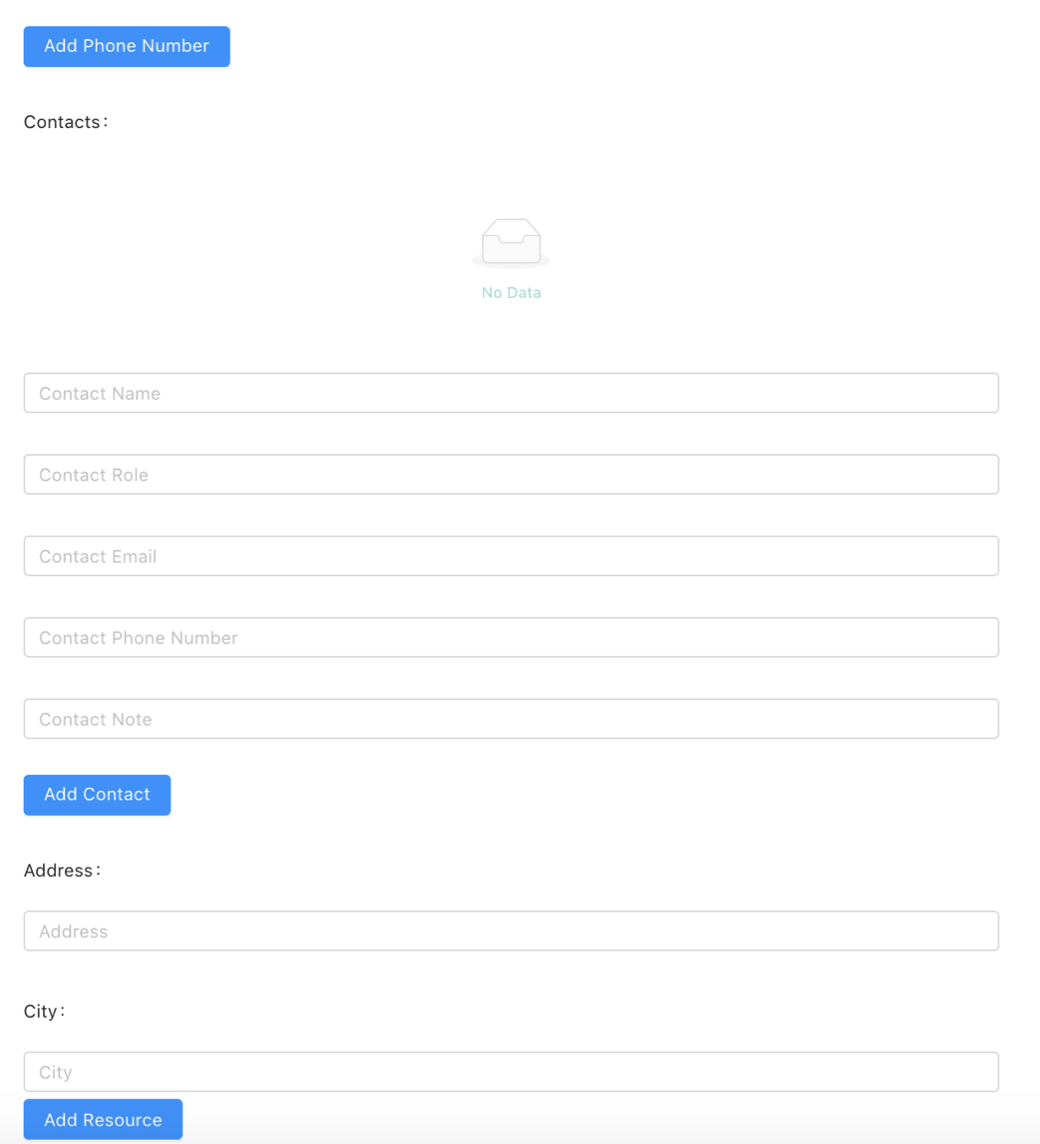 Add Phone Number
Contacts:
No Data
Contact Name
Contact Role
Contact Email
Contact Phone Number
Contact Note
Add Contact
Address:
Address
City:
City
Add Resource